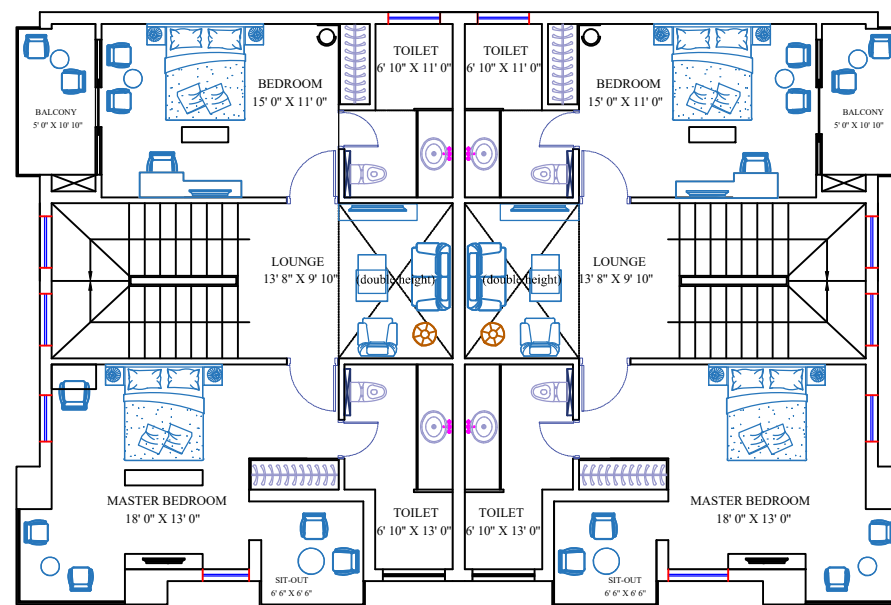 TOILET
6' 10" X 11' 0"
TOILET
6' 10" X 11' 0"
BEDROOM
15' 0" X 11' 0"
BEDROOM
15' 0" X 11' 0"
BALCONY
5' 0" X 10' 10"
BALCONY
5' 0" X 10' 10"
LOUNGE
13' 8" X 9' 10"
(double height)
(double height)
LOUNGE
13' 8" X 9' 10"
MASTER BEDROOM
18' 0" X 13' 0"
TOILET
6' 10" X 13' 0"
TOILET
6' 10" X 13' 0"
MASTER BEDROOM
18' 0" X 13' 0"
SIT-OUT
6' 6" X 6' 6"
SIT-OUT
6' 6" X 6' 6"